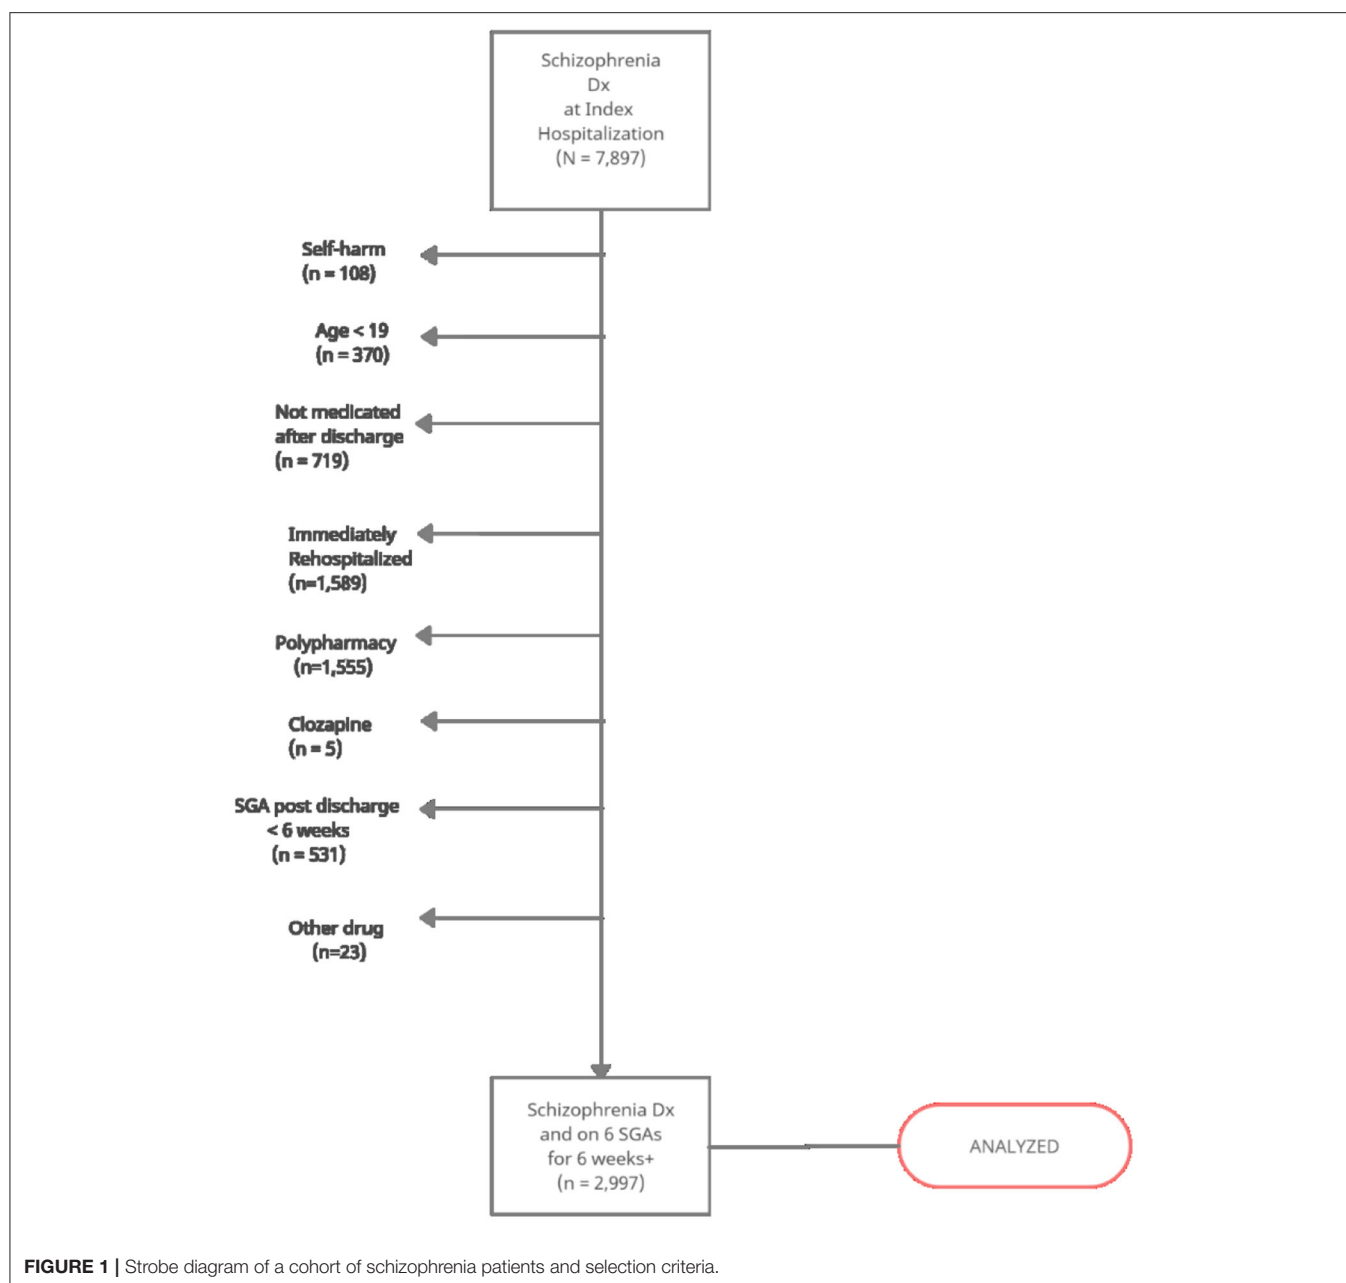 Schizophrenia
Dx
at Index
Hospitalization
(N = 7,897)
Self-harm
(n = 108)
Age < 19
(n = 370)
Not medicated
after discharge
(n = 719)
Immediately
Rehospitalized
(n=1,589)
Polypharmacy
(n=1,555)
Clozapine
(n = 5)
SGA post discharge
< 6 weeks
(n = 531)
Other drug
(n=23)
Schizophrenia Dx
and on 6 SGAs
for 6 weeks+
(n = 2,997)
ANALYZED
FIGURE 1 | Strobe diagram of a cohort of schizophrenia patients and selection criteria.